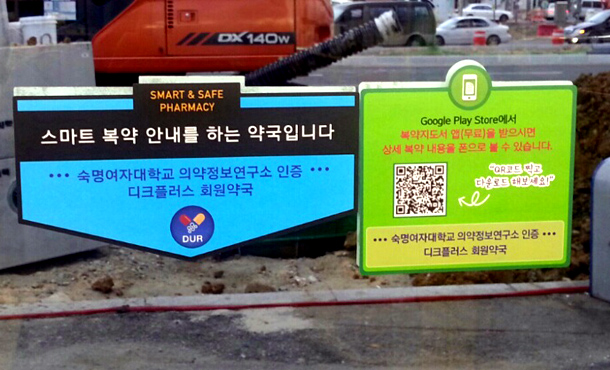 DX 140W
SMART & SAFE
PHARMACY
스마트 복약 안내를 하는 약국입니다
••• 숙명여자대학교 의약정보연구소 인증 •••
디크플러스 회원약국
DUR
Google Play Store에서
복약지도서 앱(무료)을 받으시면
상세 복약 내용을 폰으로 볼 수 있습니다.
"QR코드 찍고
다운로드 해보세요!"
••• 숙명여자대학교 의약정보연구소 인증 •••
디크플러스 회원약국